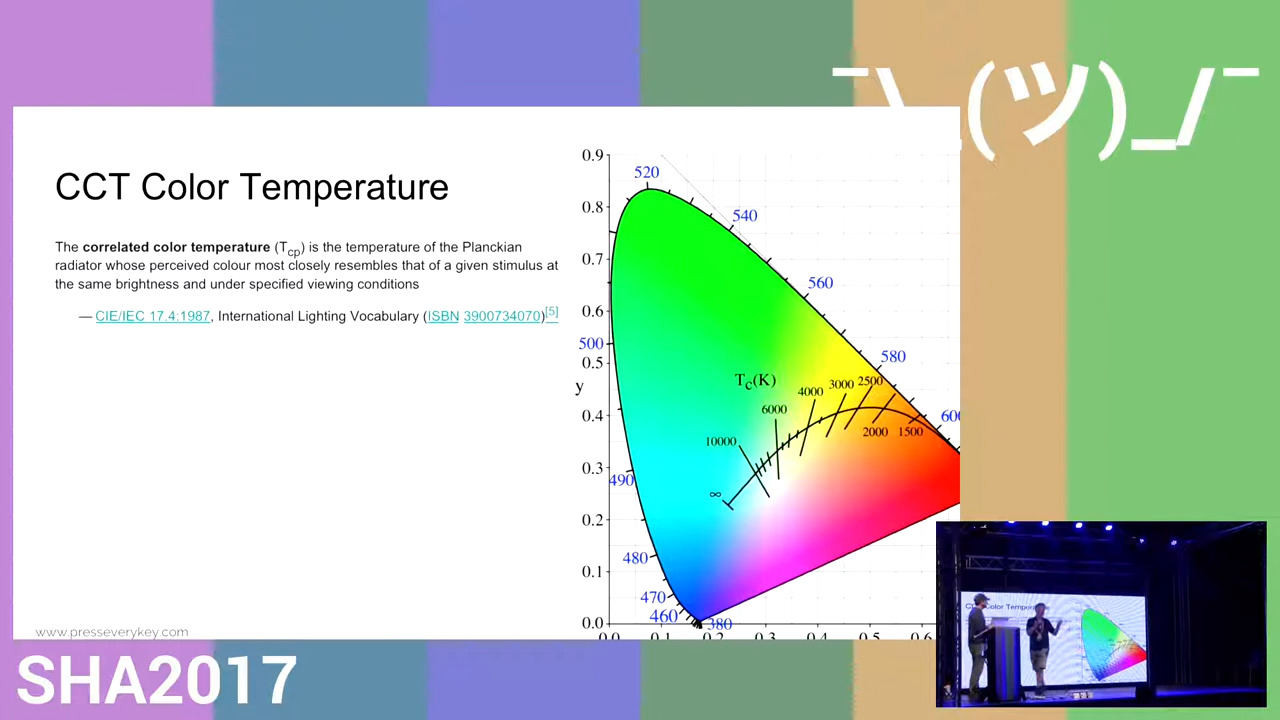 ¯\_(ツ)_/¯
CCT Color Temperature
The correlated color temperature (Tcp) is the temperature of the Planckian
radiator whose perceived colour most closely resembles that of a given stimulus at
the same brightness and under specified viewing conditions
— CIE/IEC 17.4:1987, International Lighting Vocabulary (ISBN 3900734070)[5]
0.9
0.8
0.7
0.6
0.5
y
0.4
0.3
0.2
0.1
0.0
0.0 0.1 0.2 0.3 0.4 0.5 0.6
520
540
560
580
600
500
490
480
470
460
380
Tc(K)
∞
10000
6000
4000
3000
2500
2000
1500
www.presseverykey.com
SHA2017